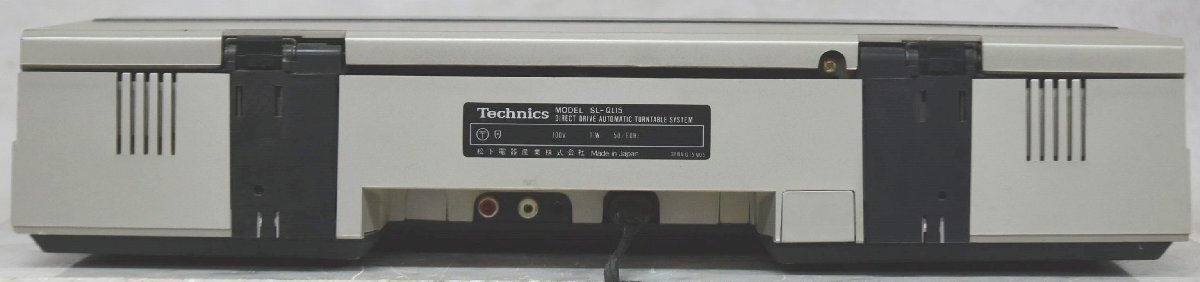 Technics MODEL SL-QL15
DIRECT DRIVE AUTOMATIC TURNTABLE SYSTEM
100V 11W 50/60Hz
松下電器産業株式会社 Made in Japan